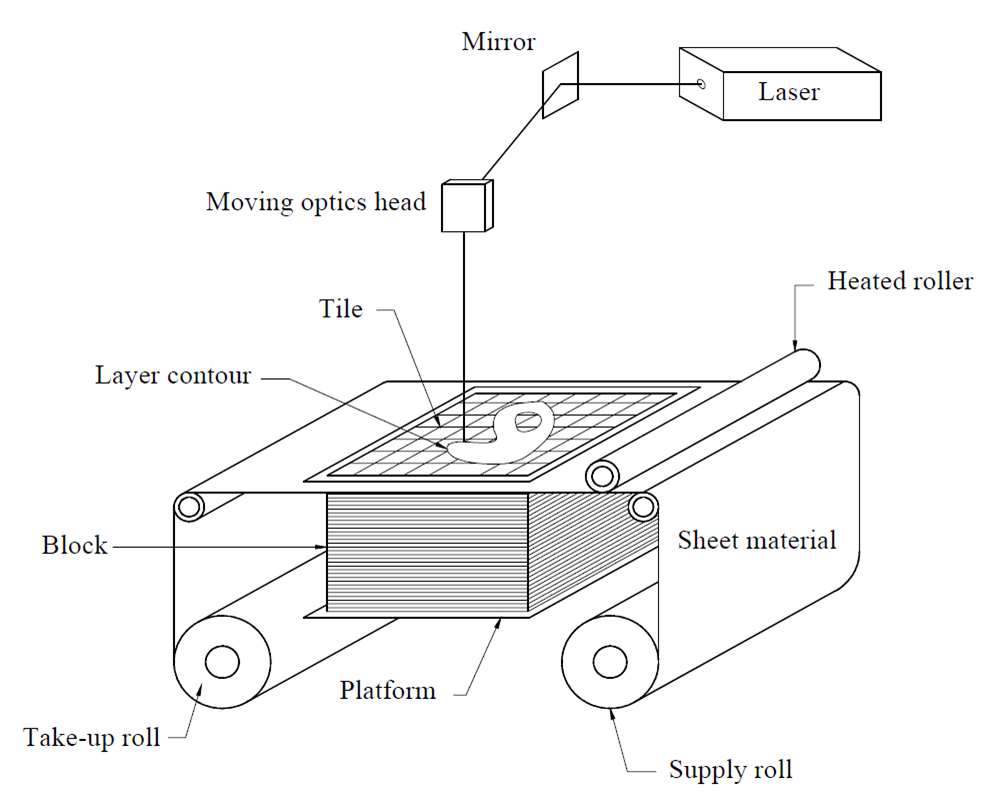 Mirror
Laser
Moving optics head
Heated roller
Tile
Layer contour
Block
Sheet material
Platform
Take-up roll
Supply roll